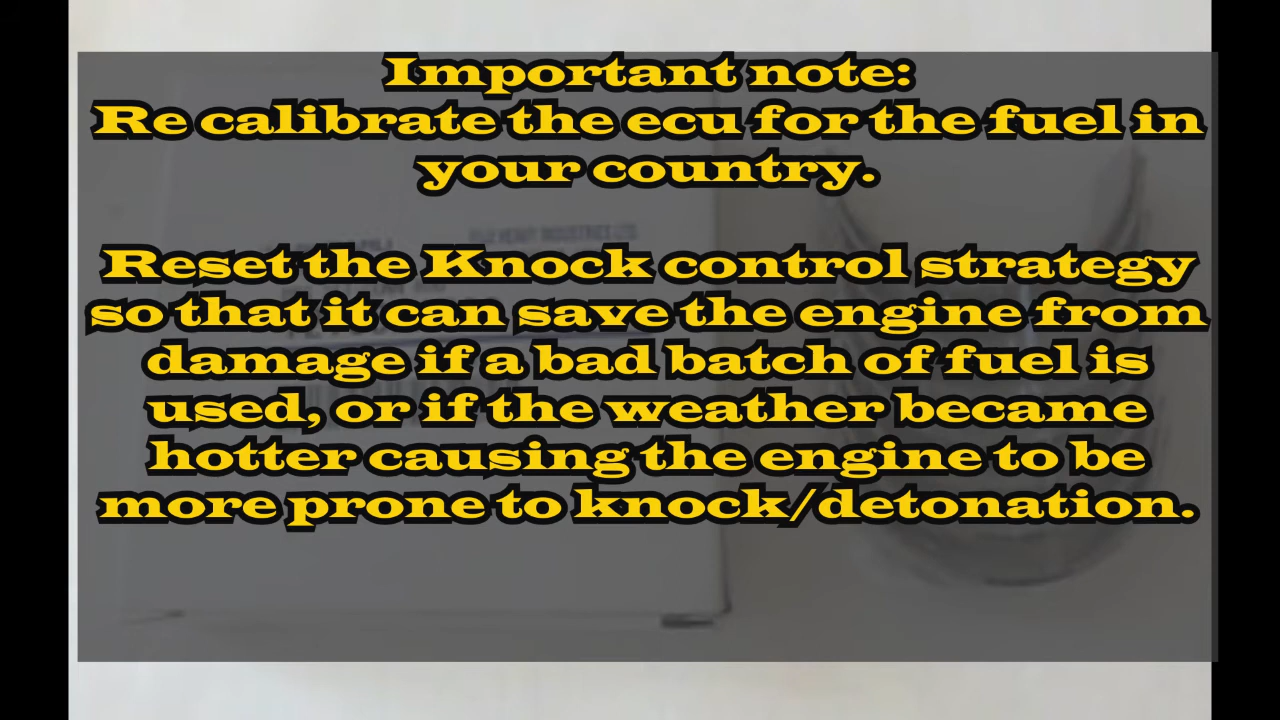 Important note:
Re calibrate the ecu for the fuel in
your country.
Reset the Knock control strategy
so that it can save the engine from
damage if a bad batch of fuel is
used, or if the weather became
hotter causing the engine to be
more prone to knock/detonation.